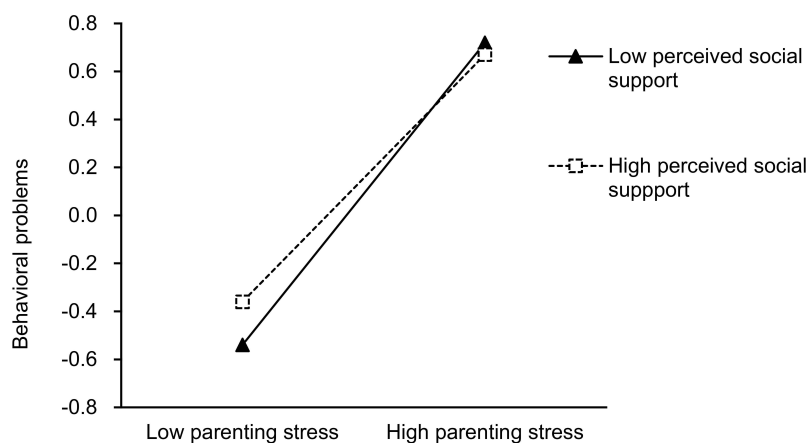 0.8
0.6
0.4
0.2
0.0
-0.2
-0.4
-0.6
-0.8
Behavioral problems
Low parenting stress
High parenting stress
Low perceived social
support
High perceived social
suppport